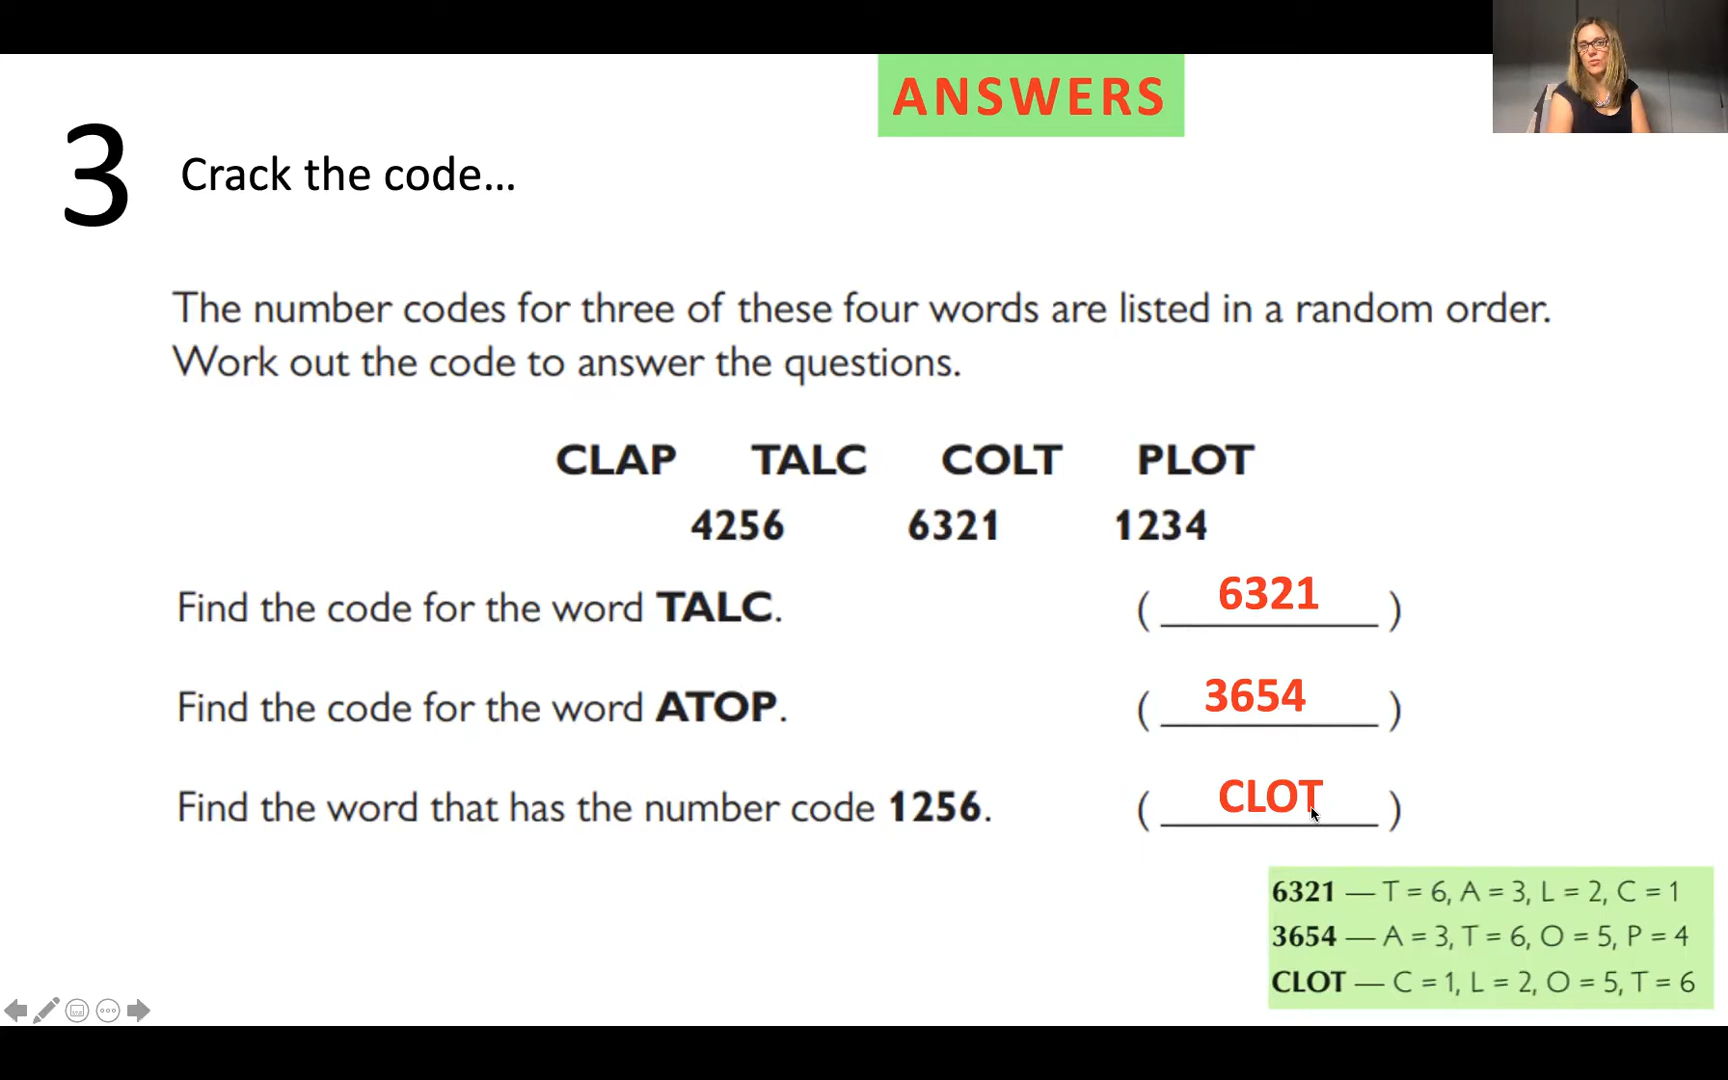 ANSWERS
3 Crack the code...
The number codes for three of these four words are listed in a random order.
Work out the code to answer the questions.
CLAP TALC COLT PLOT
4256 6321 1234
Find the code for the word TALC. ( 6321 )
Find the code for the word ATOP. ( 3654 )
Find the word that has the number code 1256. ( CLOT )
6321 — T = 6, A = 3, L = 2, C = 1
3654 — A = 3, T = 6, O = 5, P = 4
CLOT — C = 1, L = 2, O = 5, T = 6